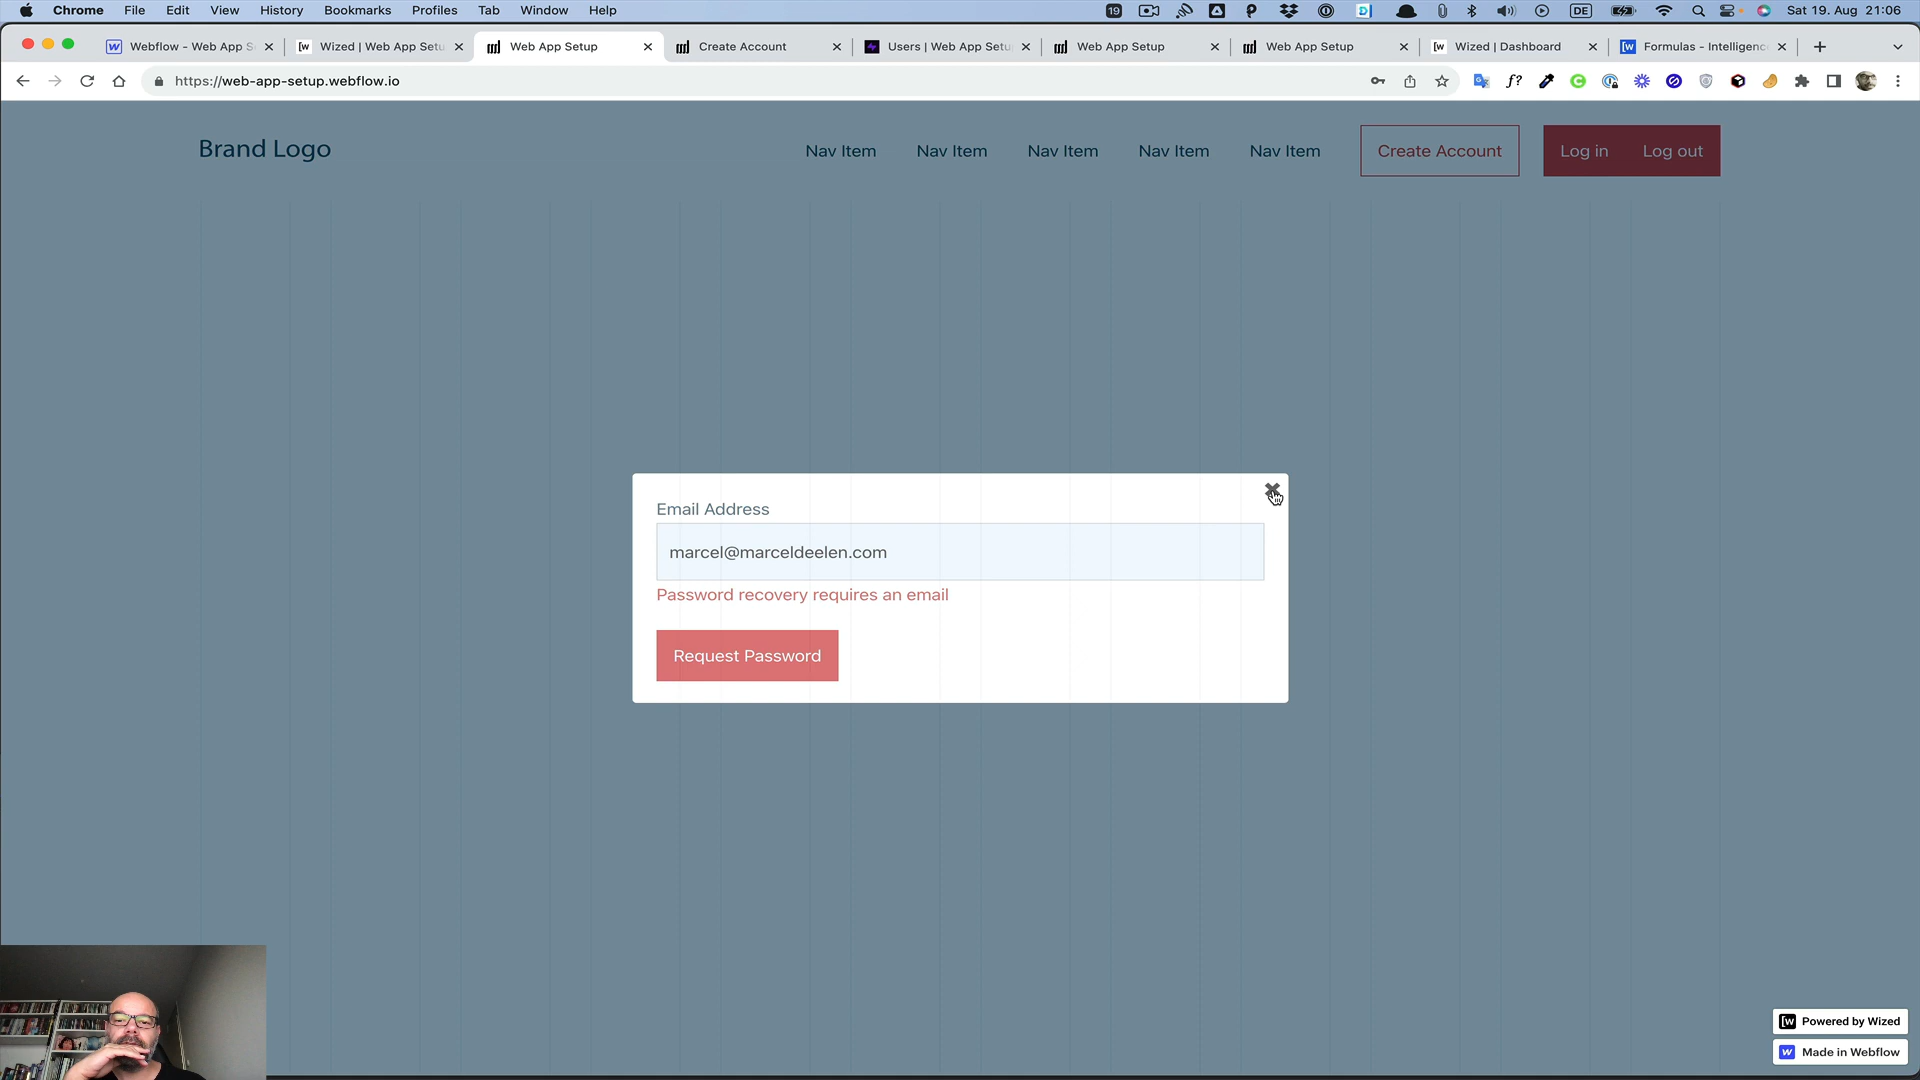 Chrome File Edit View History Bookmarks Profiles Tab Window Help 19 DE Sat 19. Aug 21:06
Webflow - Web App S Wized | Web App Setu Web App Setup Create Account Users | Web App Setu Web App Setup Web App Setup Wized | Dashboard Formulas - Intelligenc
https://web-app-setup.webflow.io
Brand Logo Nav Item Nav Item Nav Item Nav Item Nav Item Create Account Log in Log out
Email Address
marcel@marceldeelen.com
Password recovery requires an email
Request Password
Powered by Wized
Made in Webflow